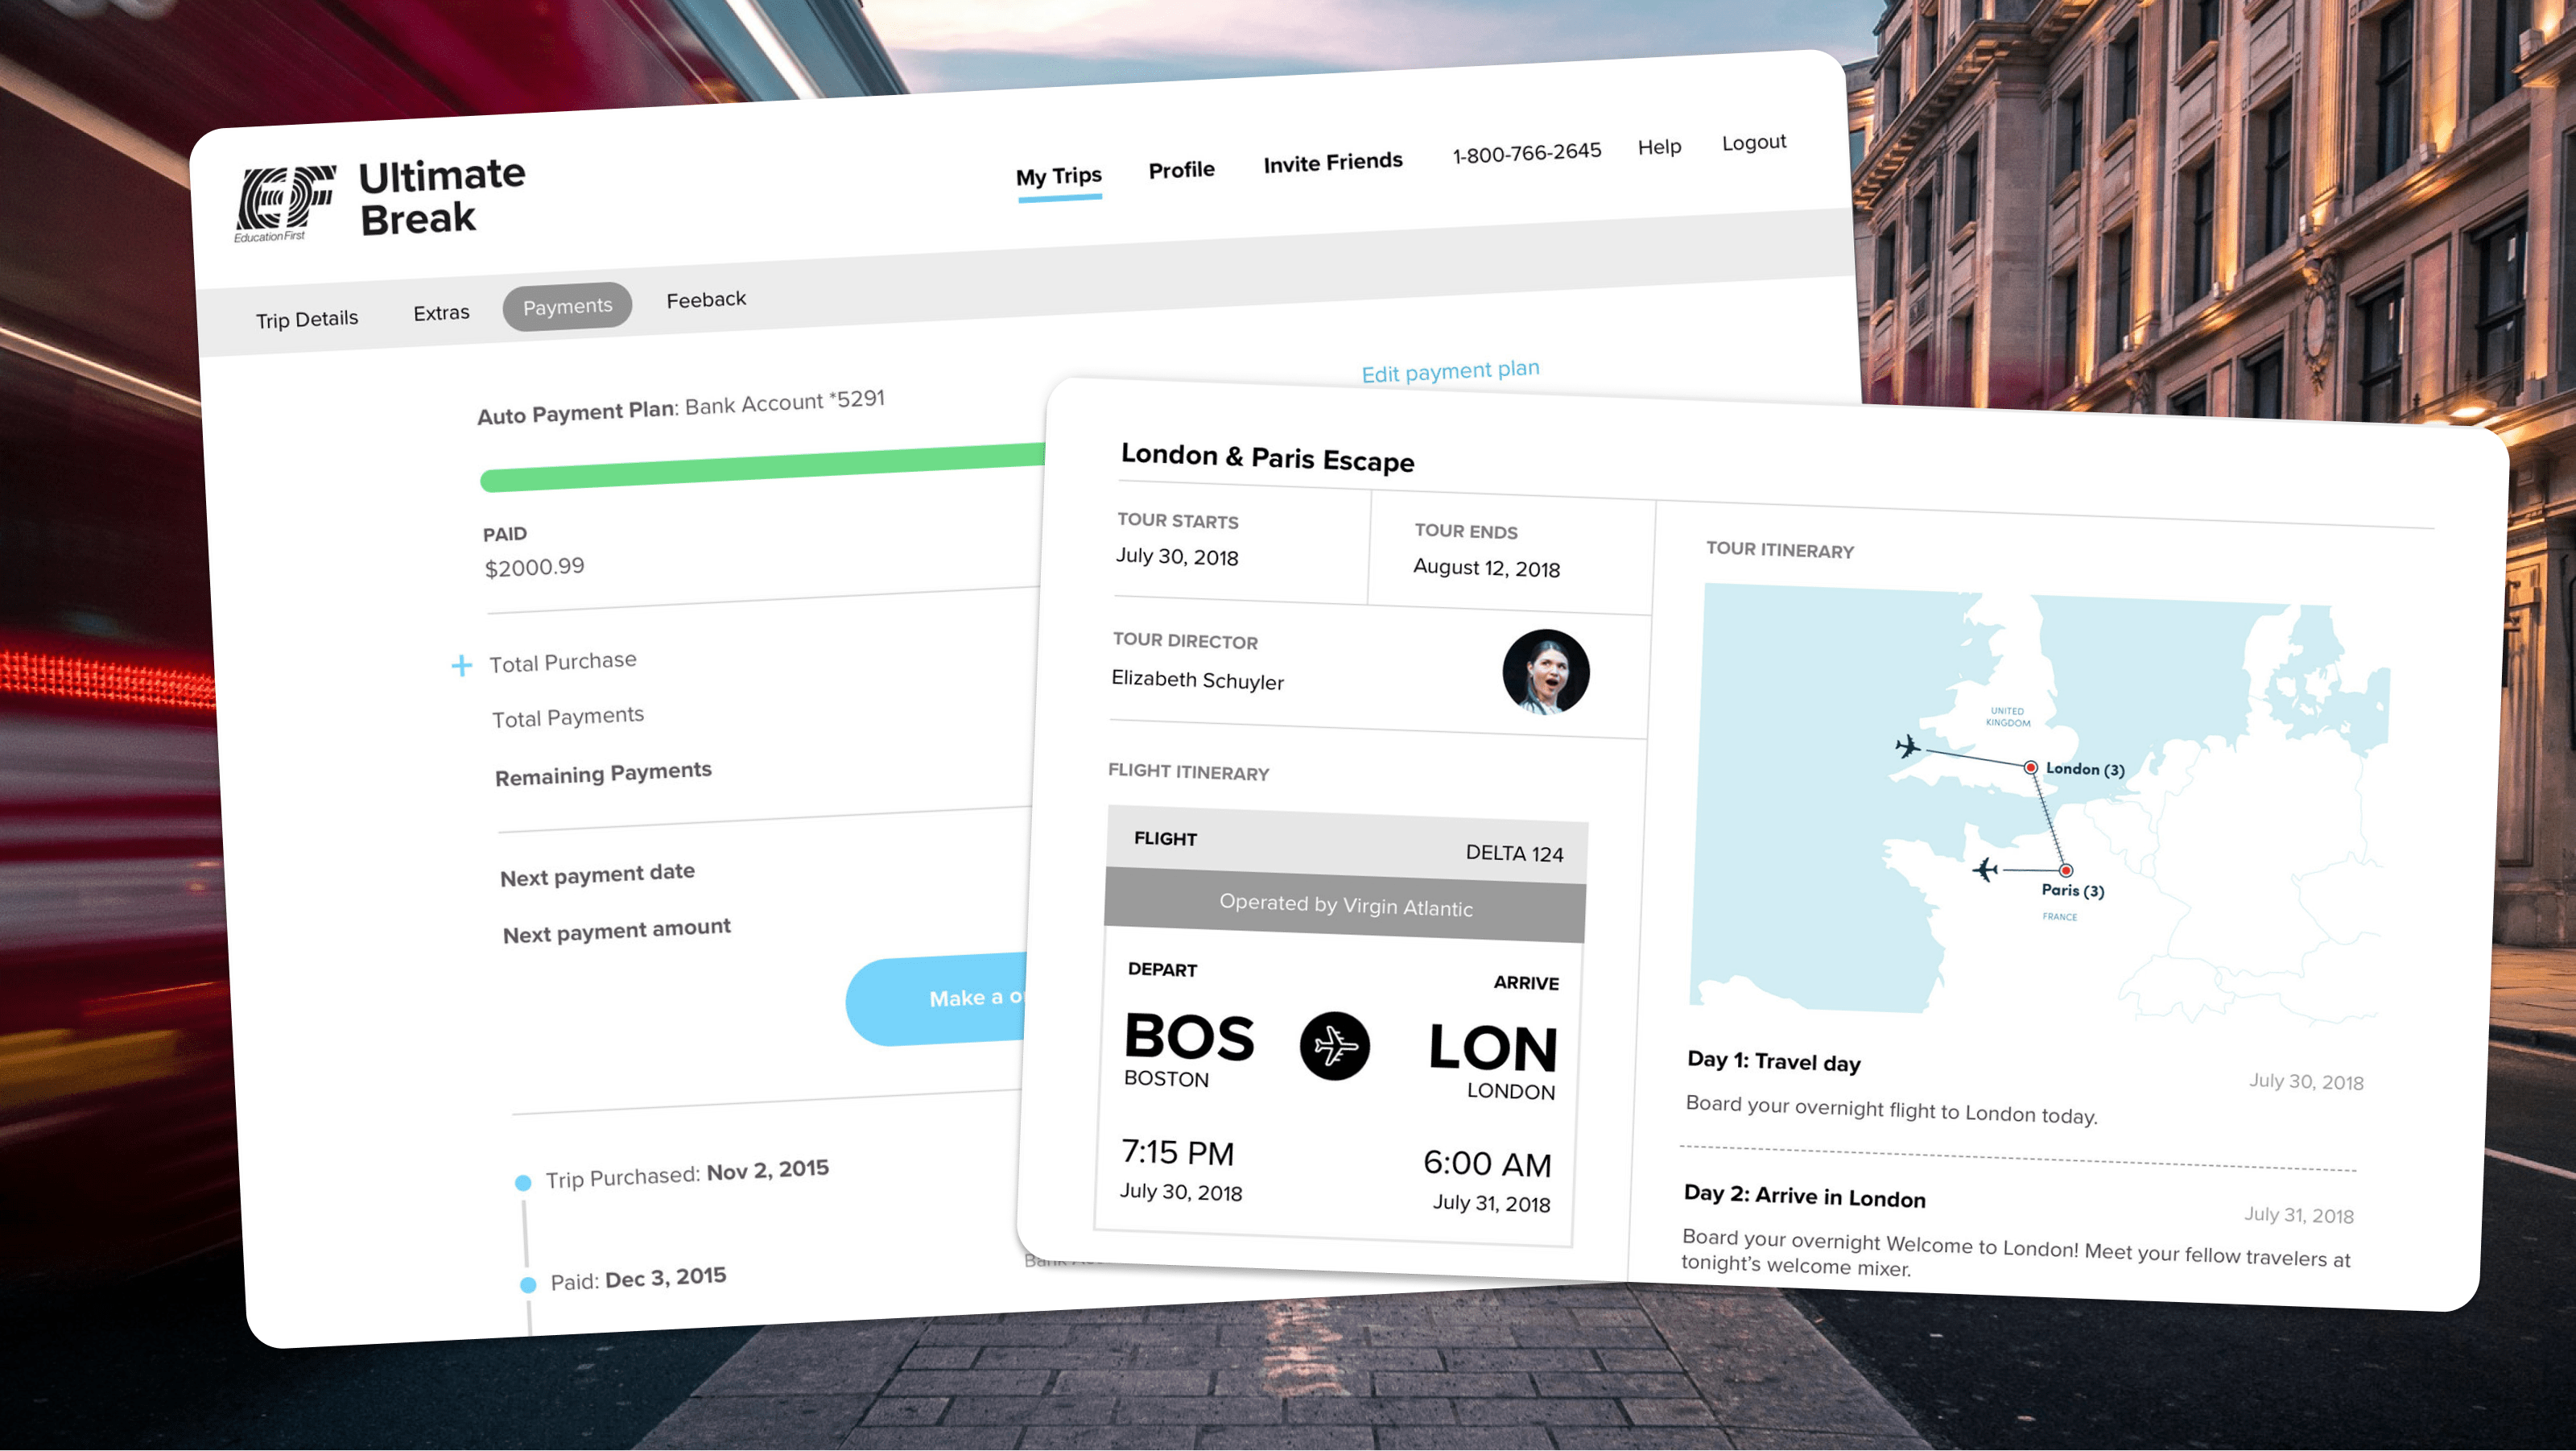 EF
Education First
Ultimate
Break
My Trips
Profile
Invite Friends
1-800-766-2645
Help
Logout
Trip Details
Extras
Payments
Feeback
Auto Payment Plan: Bank Account *5291
Edit payment plan
PAID
$2000.99
+ Total Purchase
Total Payments
Remaining Payments
Next payment date
Next payment amount
Make a
Trip Purchased: Nov 2, 2015
Paid: Dec 3, 2015
London & Paris Escape
TOUR STARTS
July 30, 2018
TOUR ENDS
August 12, 2018
TOUR DIRECTOR
Elizabeth Schuyler
FLIGHT ITINERARY
FLIGHT
DELTA 124
Operated by Virgin Atlantic
DEPART
ARRIVE
BOS
LON
BOSTON
LONDON
7:15 PM
6:00 AM
July 30, 2018
July 31, 2018
TOUR ITINERARY
UNITED
KINGDOM
London (3)
Paris (3)
FRANCE
Day 1: Travel day
July 30, 2018
Board your overnight flight to London today.
Day 2: Arrive in London
July 31, 2018
Board your overnight Welcome to London! Meet your fellow travelers at
tonight's welcome mixer.